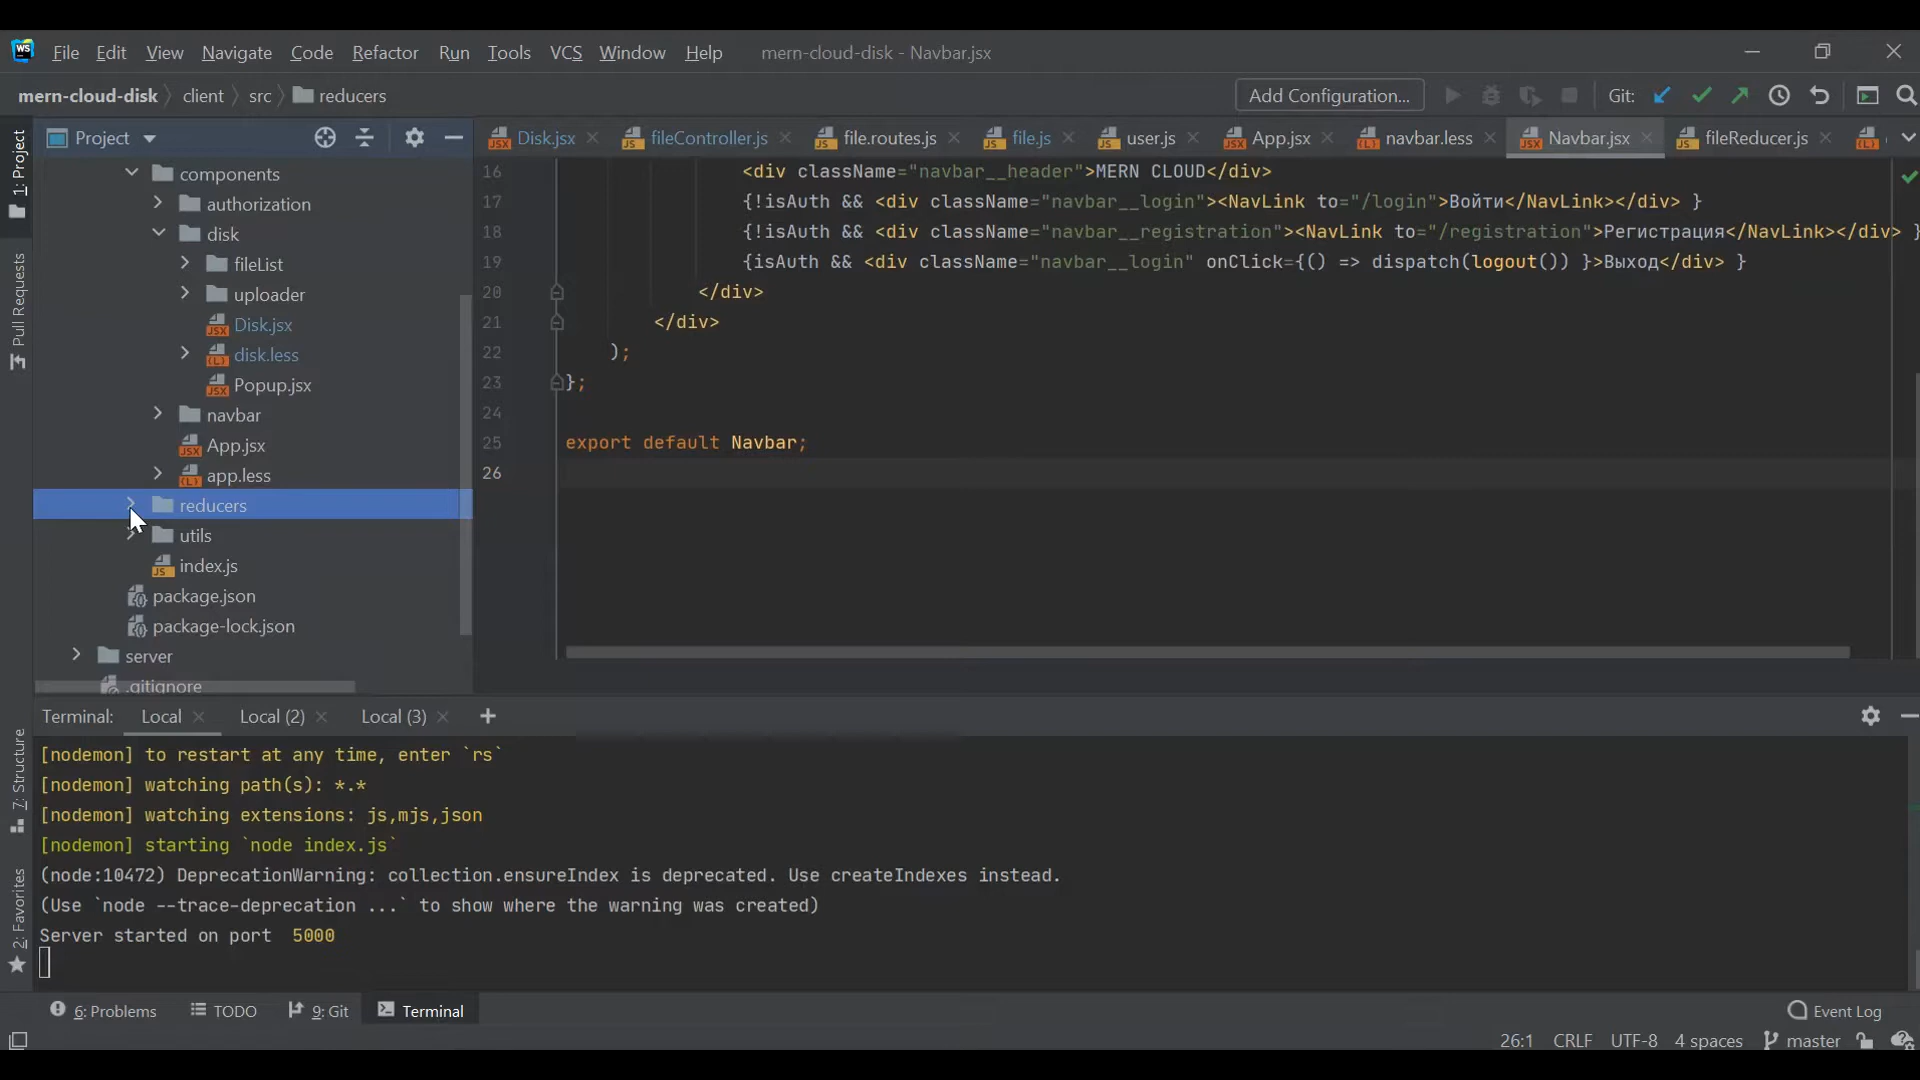 WS File Edit View Navigate Code Refactor Run Tools VCS Window Help mern-cloud-disk - Navbar.jsx
mern-cloud-disk client src reducers Add Configuration... Git:
1: Project
Pull Requests
7: Structure
2: Favorites
Project
components
authorization
disk
fileList
uploader
Disk.jsx
disk.less
Popup.jsx
navbar
App.jsx
app.less
reducers
utils
index.js
package.json
package-lock.json
server
.gitignore
Disk.jsx fileController.js file.routes.js file.js user.js App.jsx navbar.less Navbar.jsx fileReducer.js
16 <div className="navbar__header">MERN CLOUD</div>
17 {!isAuth && <div className="navbar__login"><NavLink to="/login">Войти</NavLink></div> }
18 {!isAuth && <div className="navbar__registration"><NavLink to="/registration">Регистрация</NavLink></div> }
19 {isAuth && <div className="navbar__login" onClick={() => dispatch(logout()) }>Выход</div> }
20 </div>
21 </div>
22 );
23 };
24
25 export default Navbar;
26
Terminal: Local Local (2) Local (3) +
[nodemon] to restart at any time, enter `rs`
[nodemon] watching path(s): *.*
[nodemon] watching extensions: js,mjs,json
[nodemon] starting `node index.js`
(node:10472) DeprecationWarning: collection.ensureIndex is deprecated. Use createIndexes instead.
(Use `node --trace-deprecation ...` to show where the warning was created)
Server started on port 5000
6: Problems TODO 9: Git Terminal Event Log
26:1 CRLF UTF-8 4 spaces master